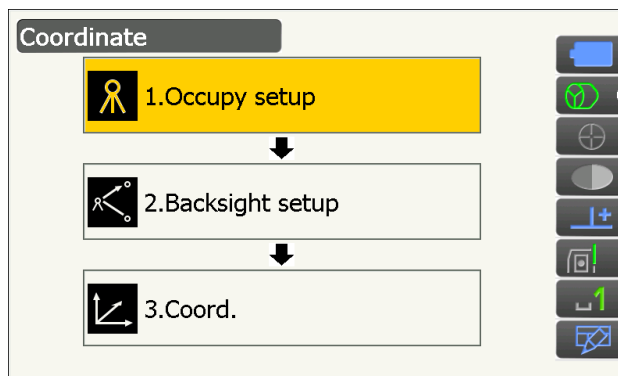 Coordinate
1.Occupy setup
2.Backsight setup
3.Coord.
1